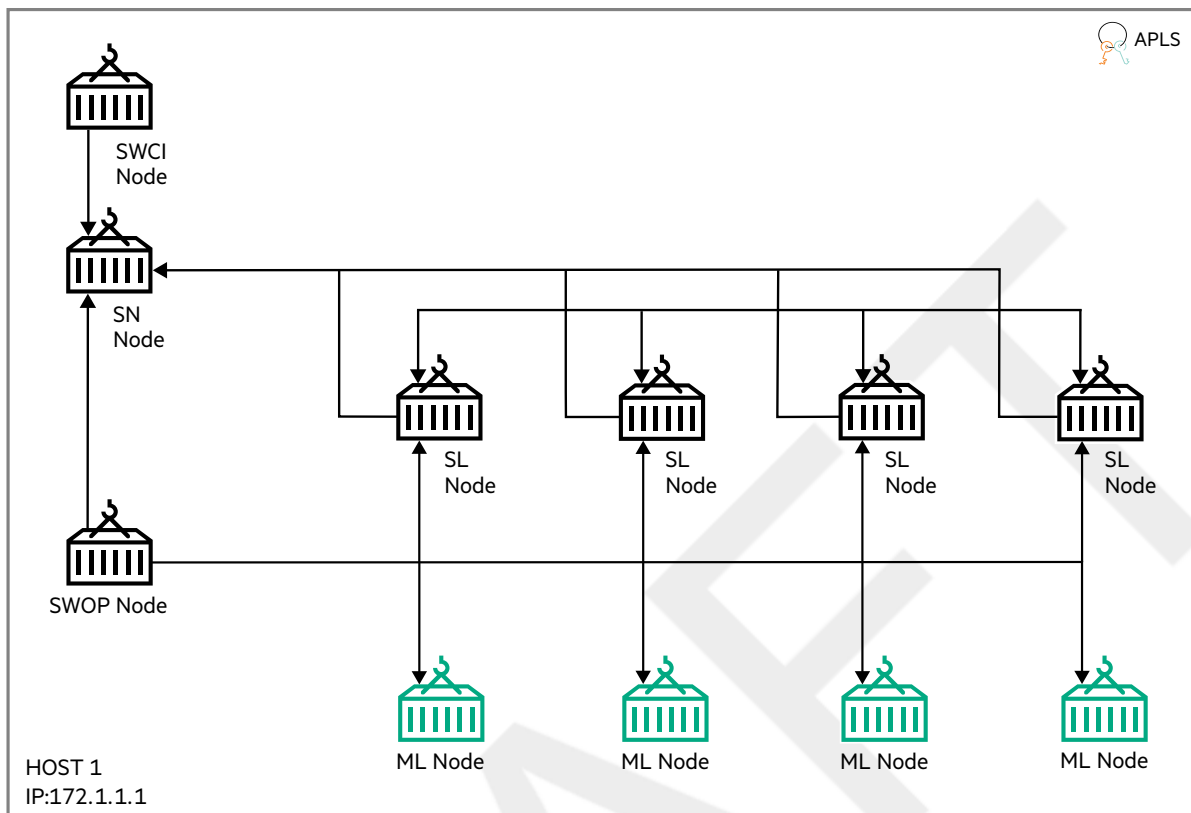 APLS
SWCI
Node
SN
Node
SL
Node
SL
Node
SL
Node
SL
Node
SWOP Node
ML Node
ML Node
ML Node
ML Node
HOST 1
IP:172.1.1.1